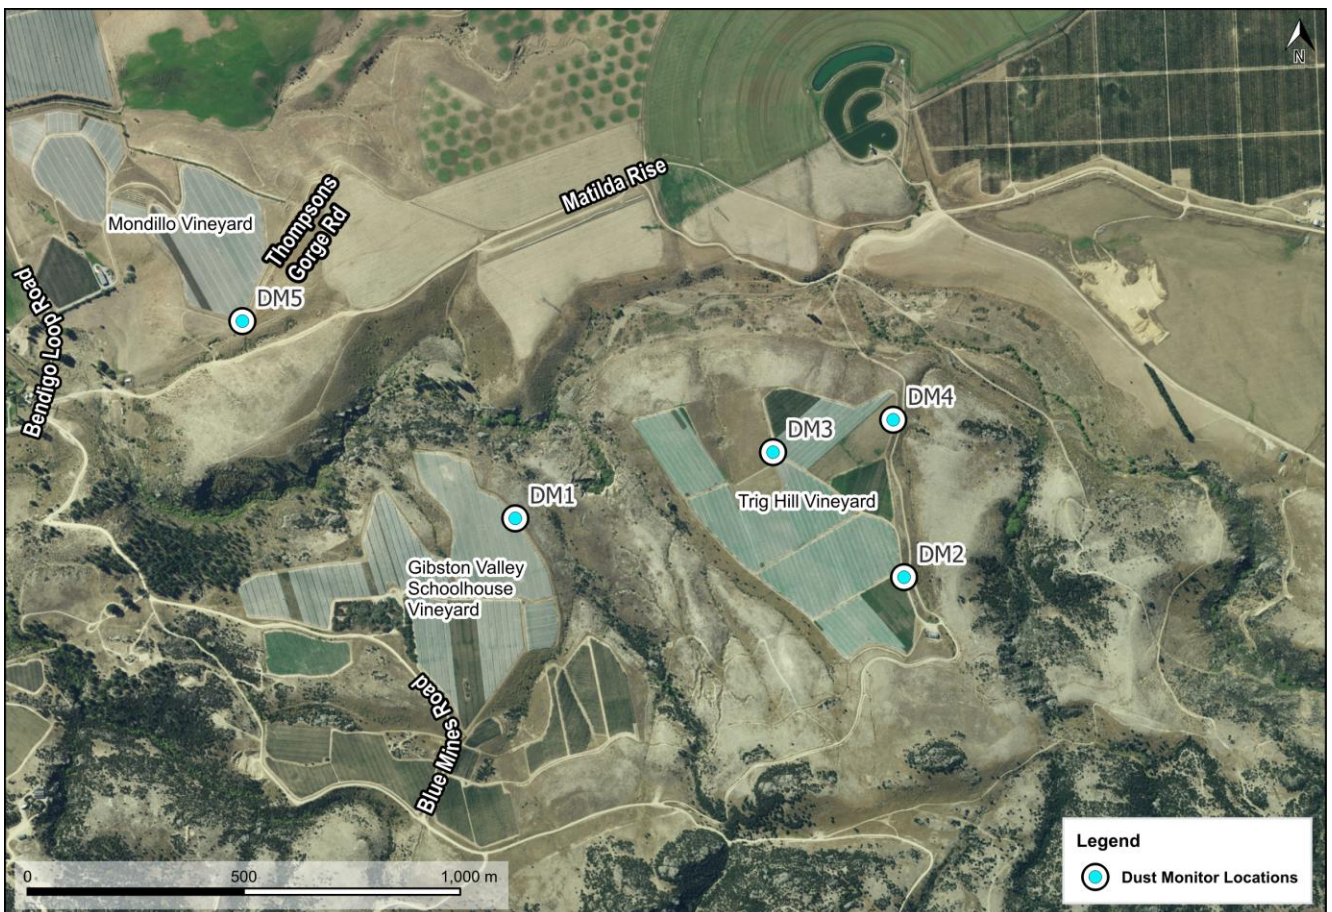 N
Matilda Rise
Thompsons
Gorge Rd
Mondillo Vineyard
Bendigo Loop Road
DM5
DM4
DM3
Trig Hill Vineyard
DM1
Gibston Valley
Schoolhouse
Vineyard
DM2
Blue Mines Road
Legend
Dust Monitor Locations
0 500 1,000 m